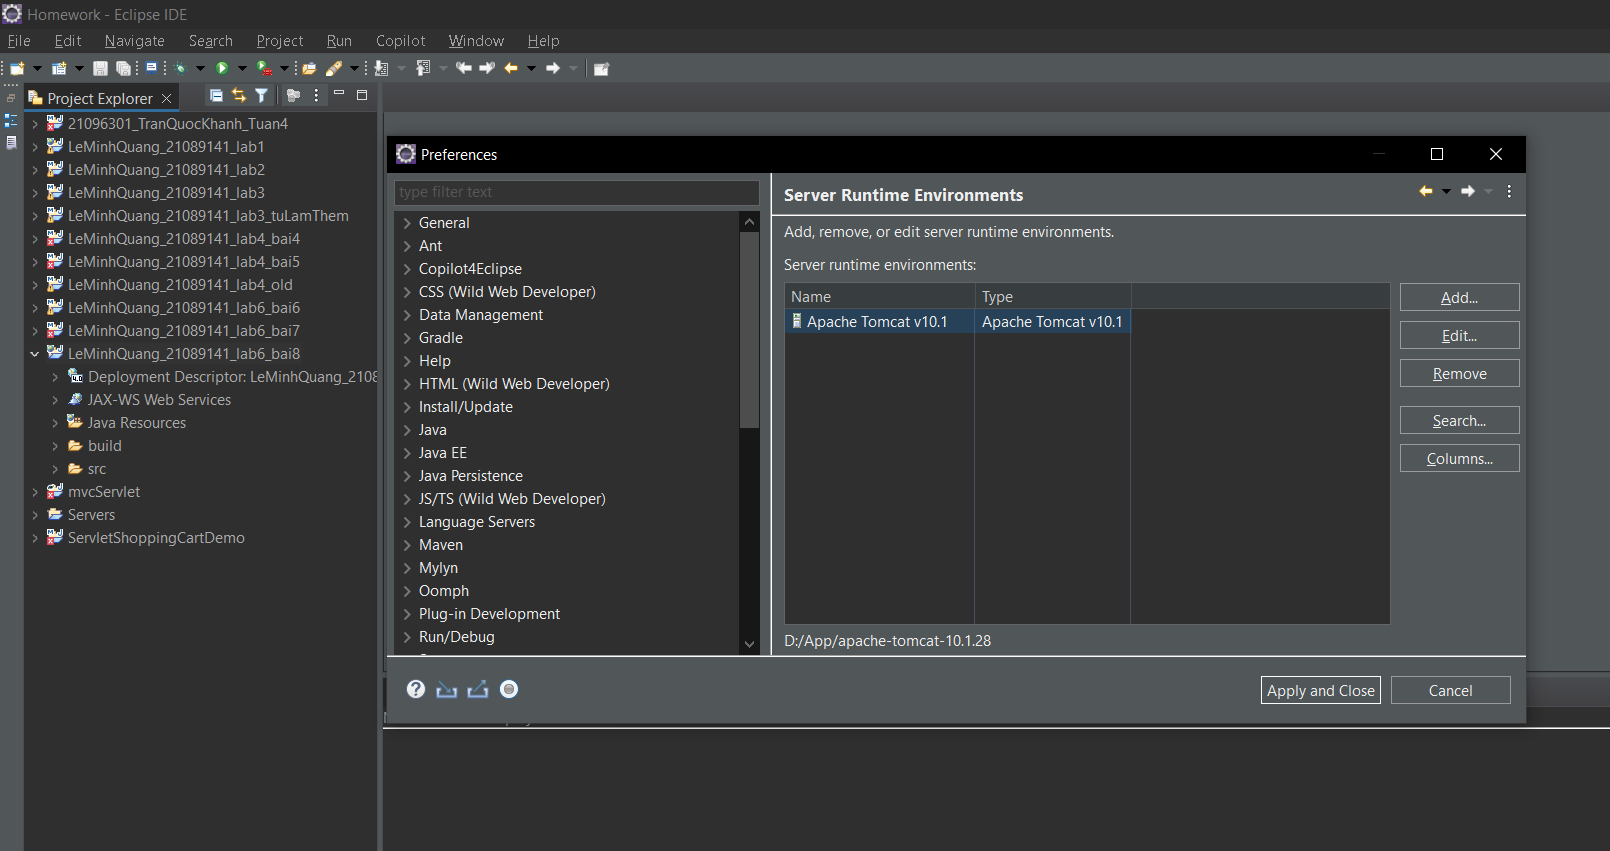 Homework - Eclipse IDE
File Edit Navigate Search Project Run Copilot Window Help
Project Explorer
21096301_TranQuocKhanh_Tuan4
LeMinhQuang_21089141_lab1
LeMinhQuang_21089141_lab2
LeMinhQuang_21089141_lab3
LeMinhQuang_21089141_lab3_tuLamThem
LeMinhQuang_21089141_lab4_bai4
LeMinhQuang_21089141_lab4_bai5
LeMinhQuang_21089141_lab4_old
LeMinhQuang_21089141_lab6_bai6
LeMinhQuang_21089141_lab6_bai7
LeMinhQuang_21089141_lab6_bai8
Deployment Descriptor: LeMinhQuang_2108
JAX-WS Web Services
Java Resources
build
src
mvcServlet
Servers
ServletShoppingCartDemo
Preferences
type filter text
General
Ant
Copilot4Eclipse
CSS (Wild Web Developer)
Data Management
Gradle
Help
HTML (Wild Web Developer)
Install/Update
Java
Java EE
Java Persistence
JS/TS (Wild Web Developer)
Language Servers
Maven
Mylyn
Oomph
Plug-in Development
Run/Debug
Server Runtime Environments
Add, remove, or edit server runtime environments.
Server runtime environments:
Name Type
Apache Tomcat v10.1 Apache Tomcat v10.1
Add...
Edit...
Remove
Search...
Columns...
D:/App/apache-tomcat-10.1.28
Apply and Close Cancel